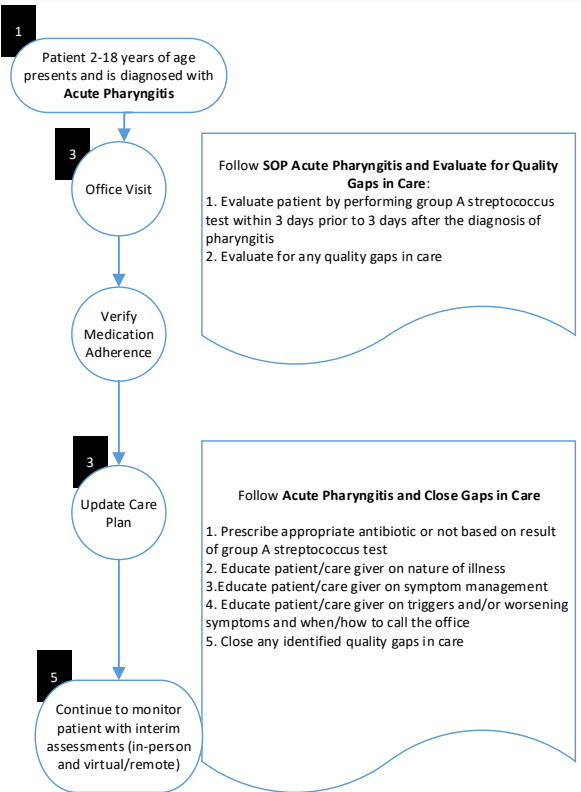 1
Patient 2-18 years of age
presents and is diagnosed with
Acute Pharyngitis
3
Office Visit
Follow SOP Acute Pharyngitis and Evaluate for Quality
Gaps in Care:
1. Evaluate patient by performing group A streptococcus
test within 3 days prior to 3 days after the diagnosis of
pharyngitis
2. Evaluate for any quality gaps in care
Verify
Medication
Adherence
3
Update Care
Plan
Follow Acute Pharyngitis and Close Gaps in Care
1. Prescribe appropriate antibiotic or not based on result
of group A streptococcus test
2. Educate patient/care giver on nature of illness
3.Educate patient/care giver on symptom management
4. Educate patient/care giver on triggers and/or worsening
symptoms and when/how to call the office
5. Close any identified quality gaps in care
5
Continue to monitor
patient with interim
assessments (in-person
and virtual/remote)